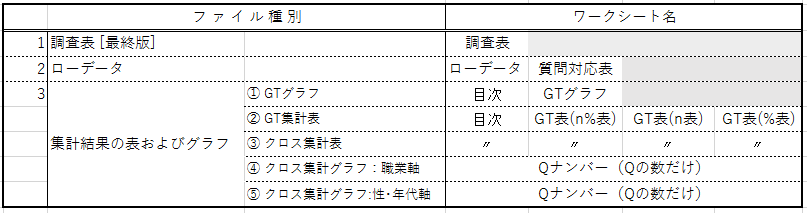 ファイル種別 ワークシート名
1 調査表 [最終版] 調査表
2 ローデータ ローデータ 質問対応表
3 集計結果の表およびグラフ ① GTグラフ 目次 GTグラフ
② GT集計表 目次 GT表(n%表) GT表(n表) GT表(%表)
③ クロス集計表 〃 〃 〃 〃
④ クロス集計グラフ：職業軸 Qナンバー（Qの数だけ）
⑤ クロス集計グラフ:性･年代軸 Qナンバー（Qの数だけ）